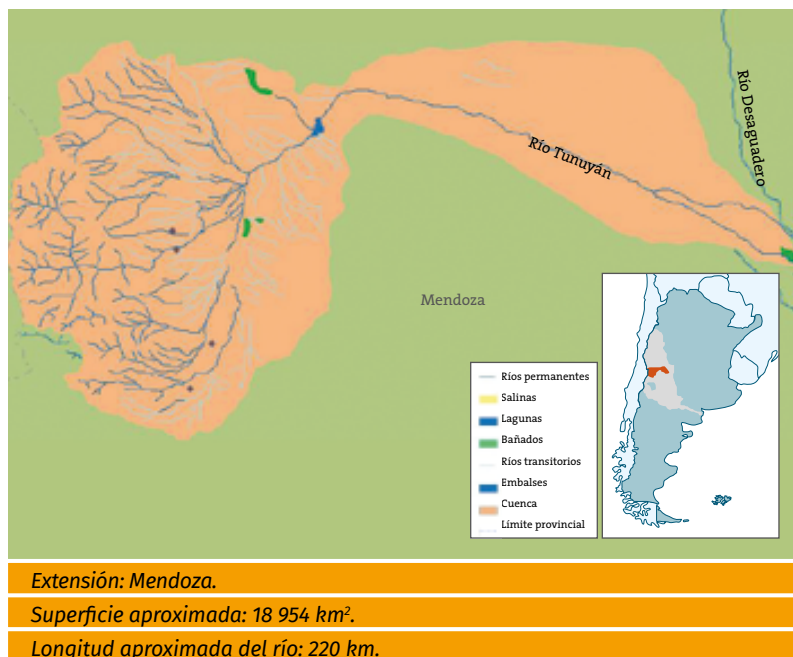 Río Desaguadero
Río Tunuyán
Mendoza
Ríos permanentes
Salinas
Lagunas
Bañados
Ríos transitorios
Embalses
Cuenca
Límite provincial
Extensión: Mendoza.
Superficie aproximada: 18 954 km².
Longitud aproximada del río: 220 km.